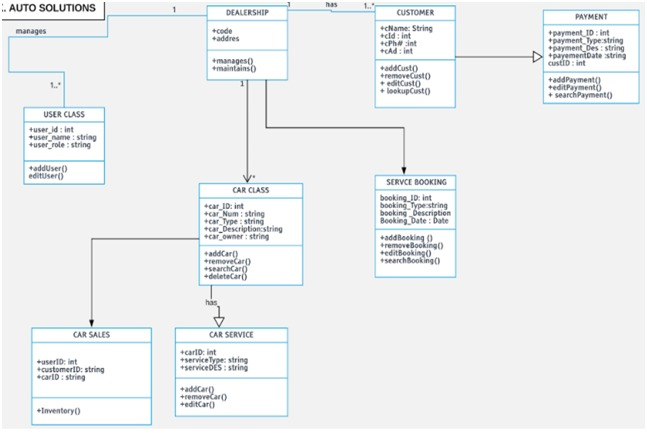 . AUTO SOLUTIONS
manages
1
1..*
DEALERSHIP
+code
+addres
+manages()
+maintains()
1
has
1..*
CUSTOMER
+cName: String
+cId : int
+cPh# :int
+cAd : int
+addCust()
+removeCust()
+ editCust()
+ lookupCust()
PAYMENT
+payment_ID : int
+payment_Type:string
+payment_Des : string
+payementDate :string
custID : int
+addPayment()
+editPayment()
+ searchPayment()
USER CLASS
+user_id : int
+user_name : string
+user_role : string
+addUser()
editUser()
1
*
CAR CLASS
+car_ID: int
+car_Num : string
+car_Type : string
+car_Description:string
+car_owner : string
+addCar()
+removeCar()
+searchCar()
+deleteCar()
SERVCE BOOKING
booking_ID: int
booking_Type:string
booking _Description
Booking_Date : Date
+addBooking ()
+removeBooking()
+editBooking()
+searchBooking()
has
CAR SALES
+userID: int
+customerID: string
+carID : string
+Inventory()
CAR SERVICE
+carID: int
+serviceType: string
+serviceDES : string
+addCar()
+removeCar()
+editCar()